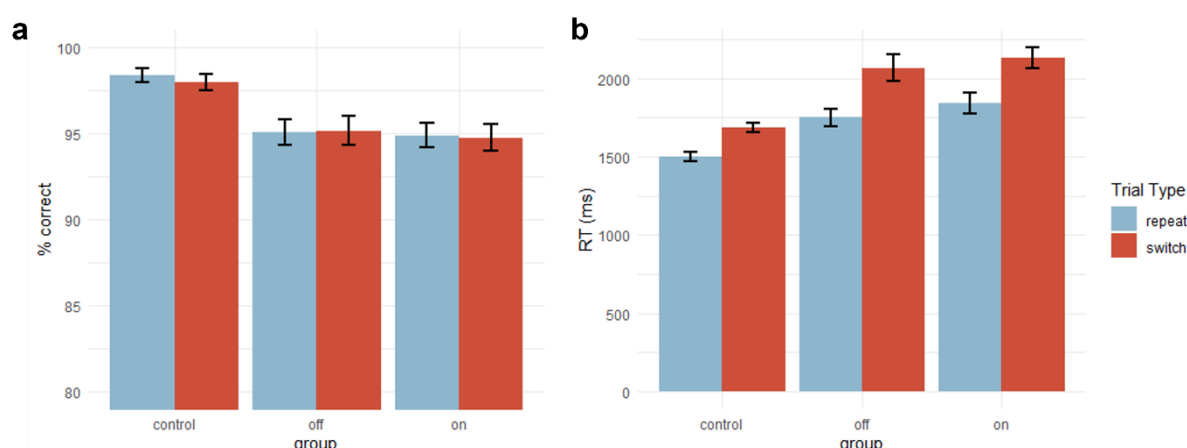 a
% correct
100
95
90
85
80
control off on
group
b
RT (ms)
2000
1500
1000
500
0
control off on
group
Trial Type
repeat
switch